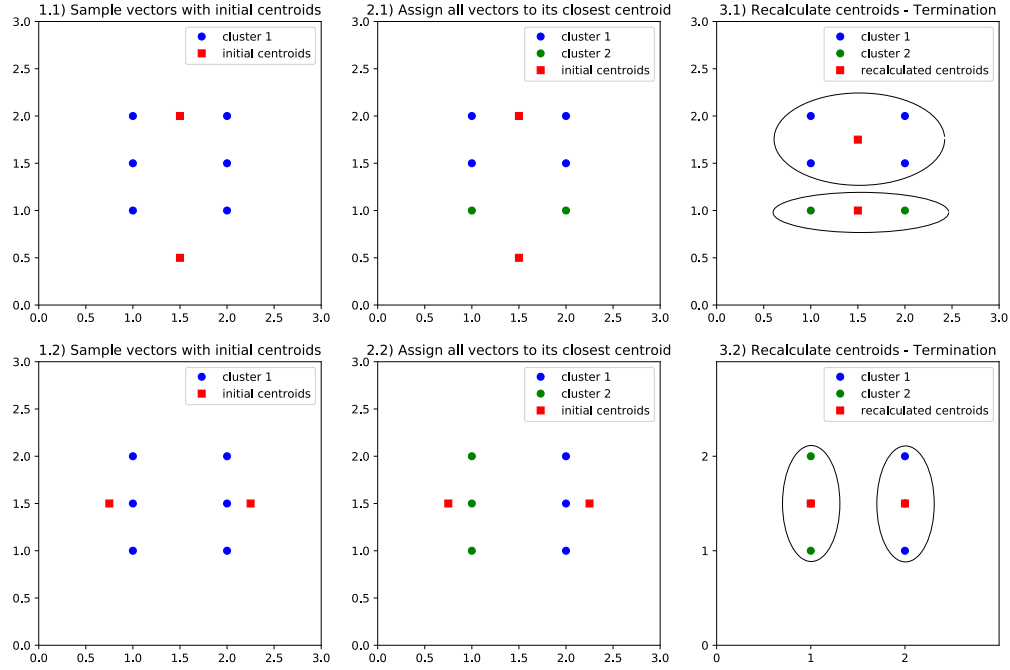 1.1) Sample vectors with initial centroids
3.0
2.5
2.0
1.5
1.0
0.5
0.0
cluster 1
initial centroids
0.0 0.5 1.0 1.5 2.0 2.5 3.0
2.1) Assign all vectors to its closest centroid
3.0
2.5
2.0
1.5
1.0
0.5
0.0
cluster 1
cluster 2
initial centroids
0.0 0.5 1.0 1.5 2.0 2.5 3.0
3.1) Recalculate centroids - Termination
3.0
2.5
2.0
1.5
1.0
0.5
0.0
cluster 1
cluster 2
recalculated centroids
0.0 0.5 1.0 1.5 2.0 2.5 3.0
1.2) Sample vectors with initial centroids
3.0
2.5
2.0
1.5
1.0
0.5
0.0
cluster 1
initial centroids
0.0 0.5 1.0 1.5 2.0 2.5 3.0
2.2) Assign all vectors to its closest centroid
3.0
2.5
2.0
1.5
1.0
0.5
0.0
cluster 1
cluster 2
initial centroids
0.0 0.5 1.0 1.5 2.0 2.5 3.0
3.2) Recalculate centroids - Termination
2
1
0
cluster 1
cluster 2
recalculated centroids
0 1 2